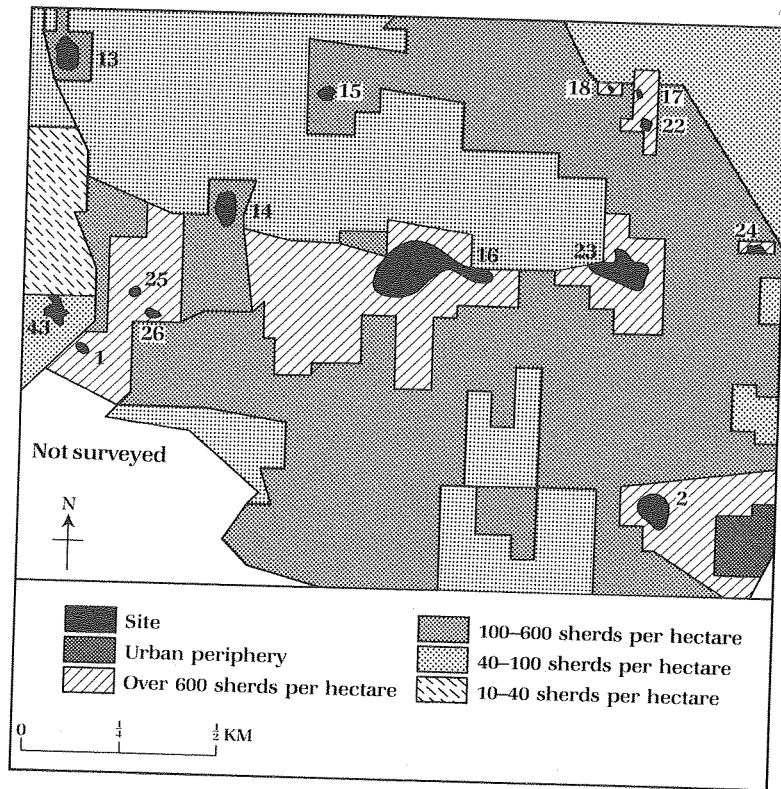 13
15
18
17
22
14
16
23
24
25
26
43
1
2
Not surveyed
N
Site
Urban periphery
Over 600 sherds per hectare
100–600 sherds per hectare
40–100 sherds per hectare
10–40 sherds per hectare
0 ¼ ½ KM